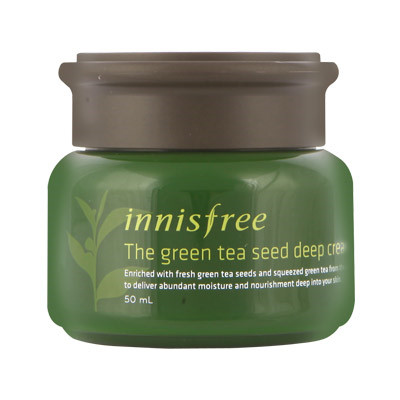 innisfree
The green tea seed deep crea
Enriched with fresh green tea seeds and squeezed green tea from
to deliver abundant moisture and nourishment deep into your
50 mL